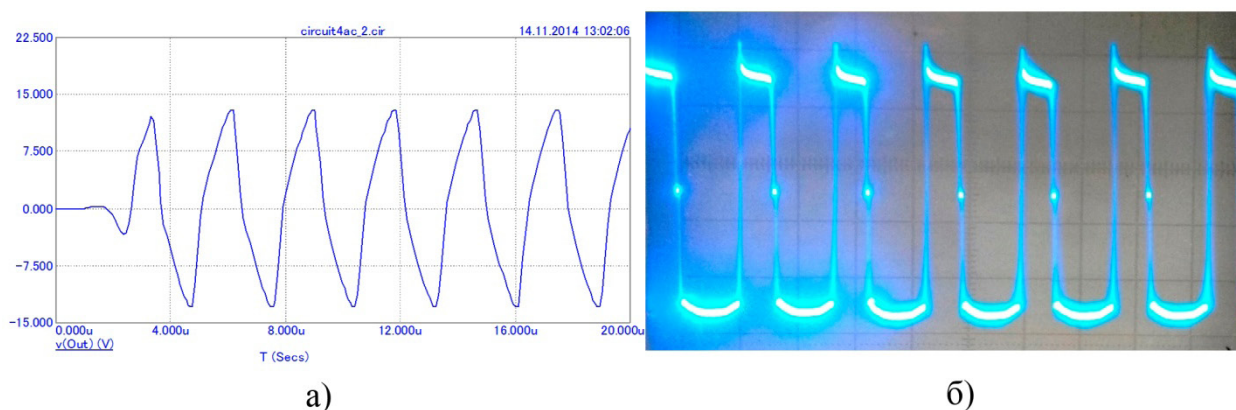 circuit4ac_2.cir 14.11.2014 13:02:06
22.500
15.000
7.500
0.000
-7.500
-15.000
0.000u 4.000u 8.000u 12.000u 16.000u 20.000u
v(Out) (V)
T (Secs)
а) б)